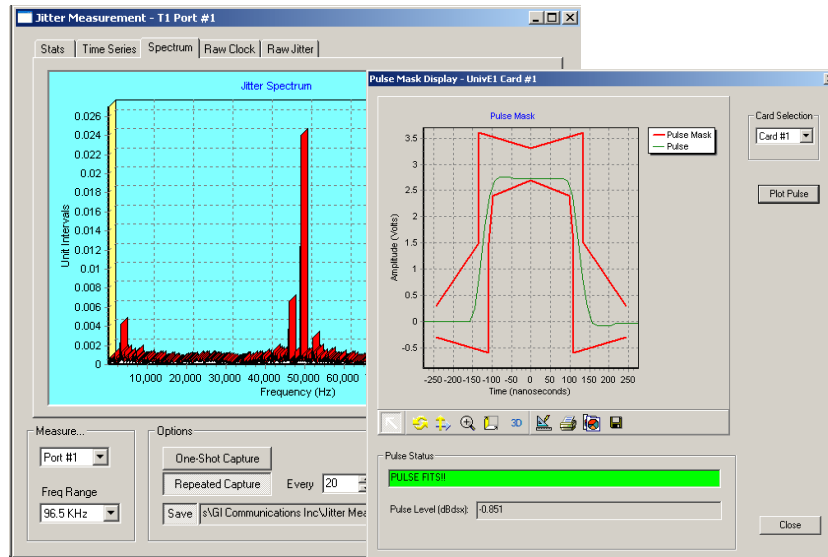 Jitter Measurement - T1 Port #1
Stats Time Series Spectrum Raw Clock Raw Jitter
Jitter Spectrum
0.026
0.024
0.022
0.02
0.018
0.016
0.014
0.012
0.01
0.008
0.006
0.004
0.002
0
Unit Intervals
10,000 20,000 30,000 40,000 50,000 60,000
Frequency (Hz)
Measure...
Port #1
Freq Range
96.5 KHz
Options
One-Shot Capture
Repeated Capture Every 20
Save s\GI Communications Inc\Jitter Mea
Pulse Mask Display - UnivE1 Card #1
Pulse Mask
3.5
3
2.5
2
1.5
1
0.5
0
-0.5
Amplitude (Volts)
-250 -200 -150 -100 -50 0 50 100 150 200 250
Time (nanoseconds)
Pulse Mask
Pulse
Card Selection
Card #1
Plot Pulse
3D
Pulse Status
PULSE FITS!!
Pulse Level (dBdsx): -0.851
Close